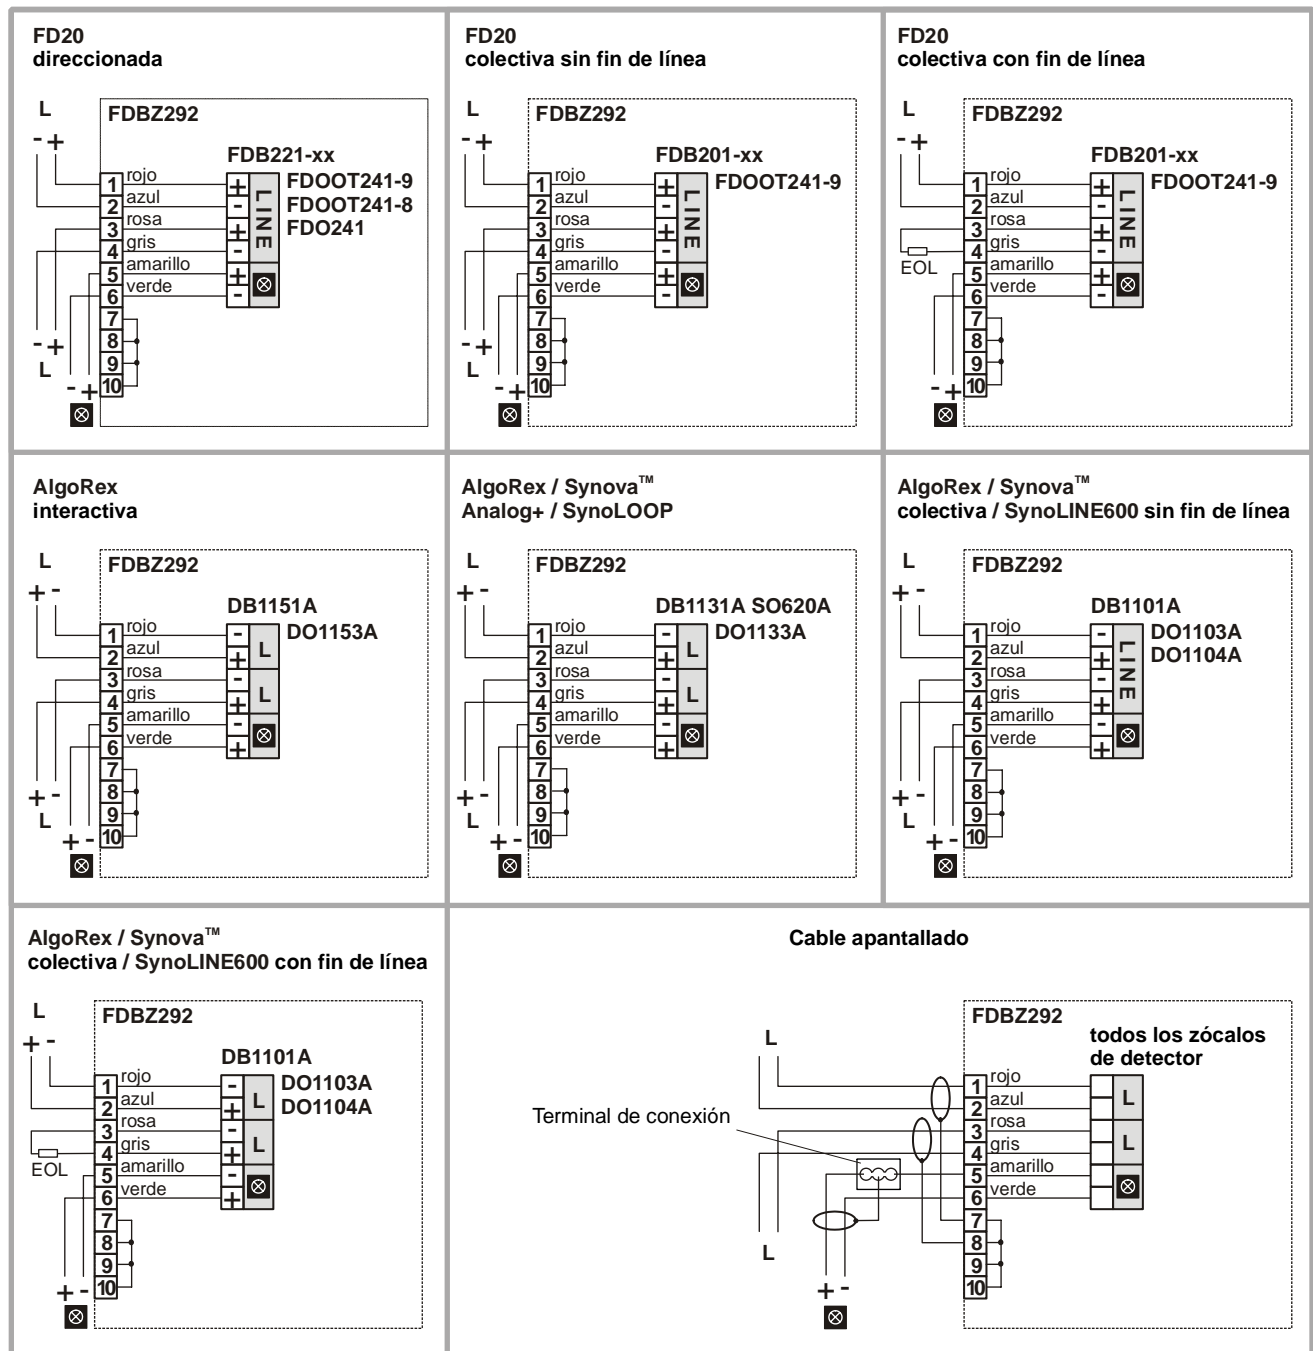 FD20
direccionada
L
FDBZ292
- +
FDB221-xx
1 rojo + LINE FDOOT241-9
2 azul - FDOOT241-8
3 rosa + FDO241
4 gris -
5 amarillo +
6 verde -
7
8
9
10
- +
L
- +
FD20
colectiva sin fin de línea
L
FDBZ292
- +
FDB201-xx
1 rojo + LINE FDOOT241-9
2 azul -
3 rosa +
4 gris -
5 amarillo +
6 verde -
7
8
9
10
- +
L
- +
FD20
colectiva con fin de línea
L
FDBZ292
- +
FDB201-xx
1 rojo + LINE FDOOT241-9
2 azul -
3 rosa +
4 gris -
EOL
5 amarillo +
6 verde -
7
8
9
10
- +
AlgoRex
interactiva
L
FDBZ292
+ -
DB1151A
1 rojo - L DO1153A
2 azul +
3 rosa - L
4 gris +
5 amarillo -
6 verde +
7
8
9
10
+ -
L
+ -
AlgoRex / Synova™
Analog+ / SynoLOOP
L
FDBZ292
+ -
DB1131A SO620A
1 rojo - L DO1133A
2 azul +
3 rosa - L
4 gris +
5 amarillo -
6 verde +
7
8
9
10
+ -
L
+ -
AlgoRex / Synova™
colectiva / SynoLINE600 sin fin de línea
L
FDBZ292
+ -
DB1101A
1 rojo - LINE DO1103A
2 azul + DO1104A
3 rosa -
4 gris +
5 amarillo -
6 verde +
7
8
9
10
+ -
L
+ -
AlgoRex / Synova™
colectiva / SynoLINE600 con fin de línea
L
FDBZ292
+ -
DB1101A
1 rojo - L DO1103A
2 azul + DO1104A
3 rosa - L
4 gris +
EOL
5 amarillo -
6 verde +
7
8
9
10
+ -
Cable apantallado
FDBZ292
L
todos los zócalos
de detector
1 rojo L
2 azul
Terminal de conexión
3 rosa L
4 gris
5 amarillo
6 verde
7
8
9
10
L
+ -